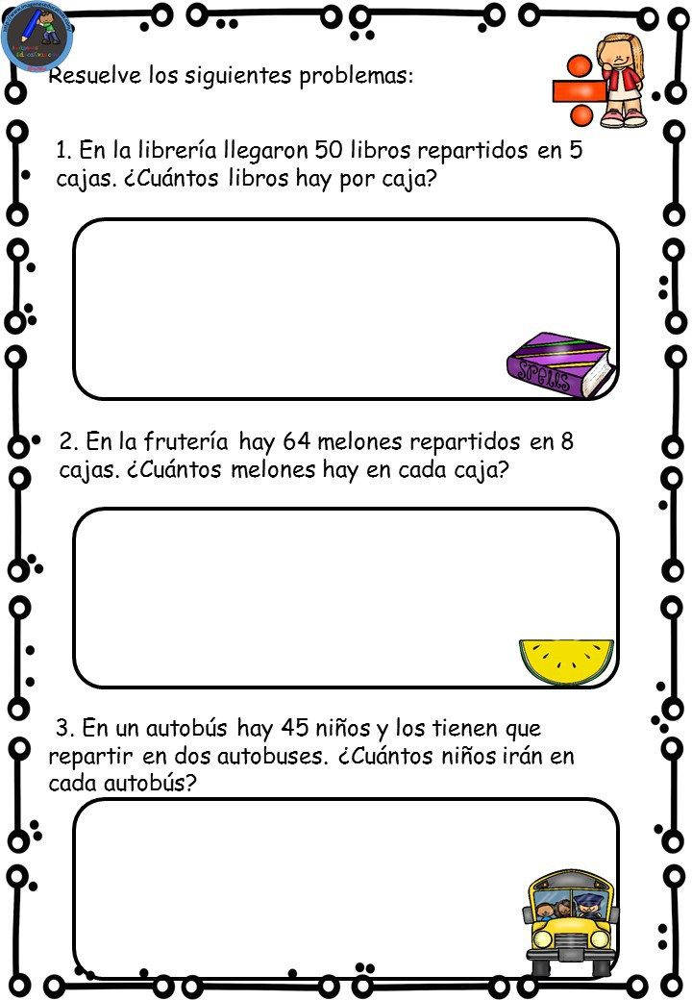 Resuelve los siguientes problemas:
1. En la librería llegaron 50 libros repartidos en 5
cajas. ¿Cuántos libros hay por caja?
SPELLS
2. En la frutería hay 64 melones repartidos en 8
cajas. ¿Cuántos melones hay en cada caja?
3. En un autobús hay 45 niños y los tienen que
repartir en dos autobuses. ¿Cuántos niños irán en
cada autobús?